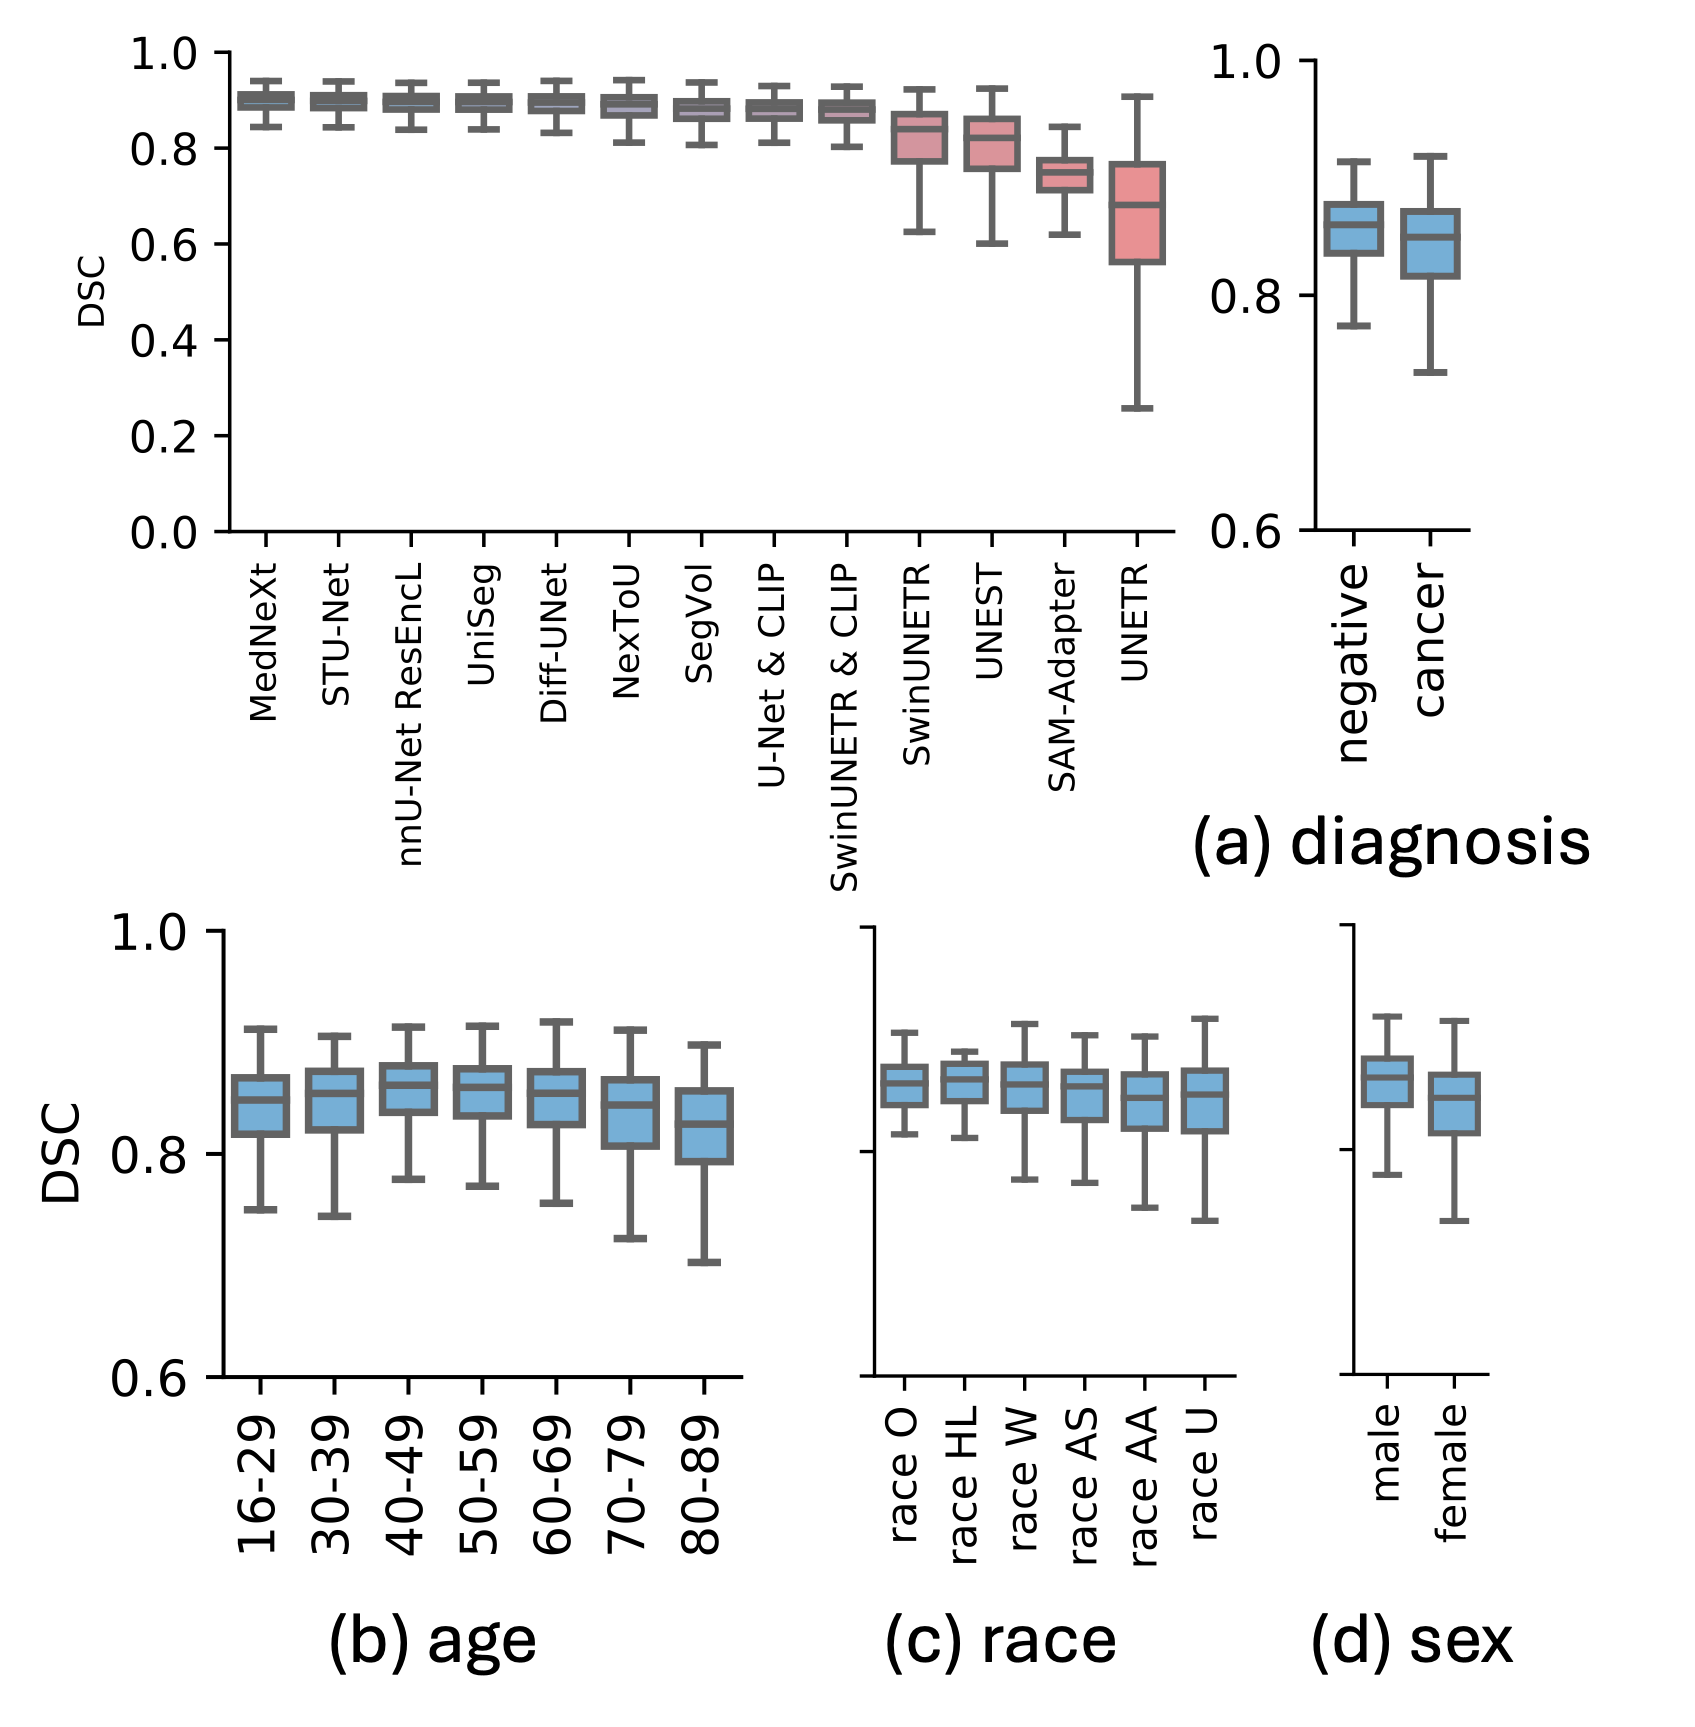 1.0
0.8
0.6
0.4
0.2
0.0
DSC
MedNeXt
STU-Net
nnU-Net ResEncL
UniSeg
Diff-UNet
NexToU
SegVol
U-Net & CLIP
SwinUNETR & CLIP
SwinUNETR
UNEST
SAM-Adapter
UNETR
1.0
0.8
0.6
negative
cancer
(a) diagnosis
1.0
0.8
0.6
DSC
16-29
30-39
40-49
50-59
60-69
70-79
80-89
(b) age
race O
race HL
race W
race AS
race AA
race U
(c) race
male
female
(d) sex